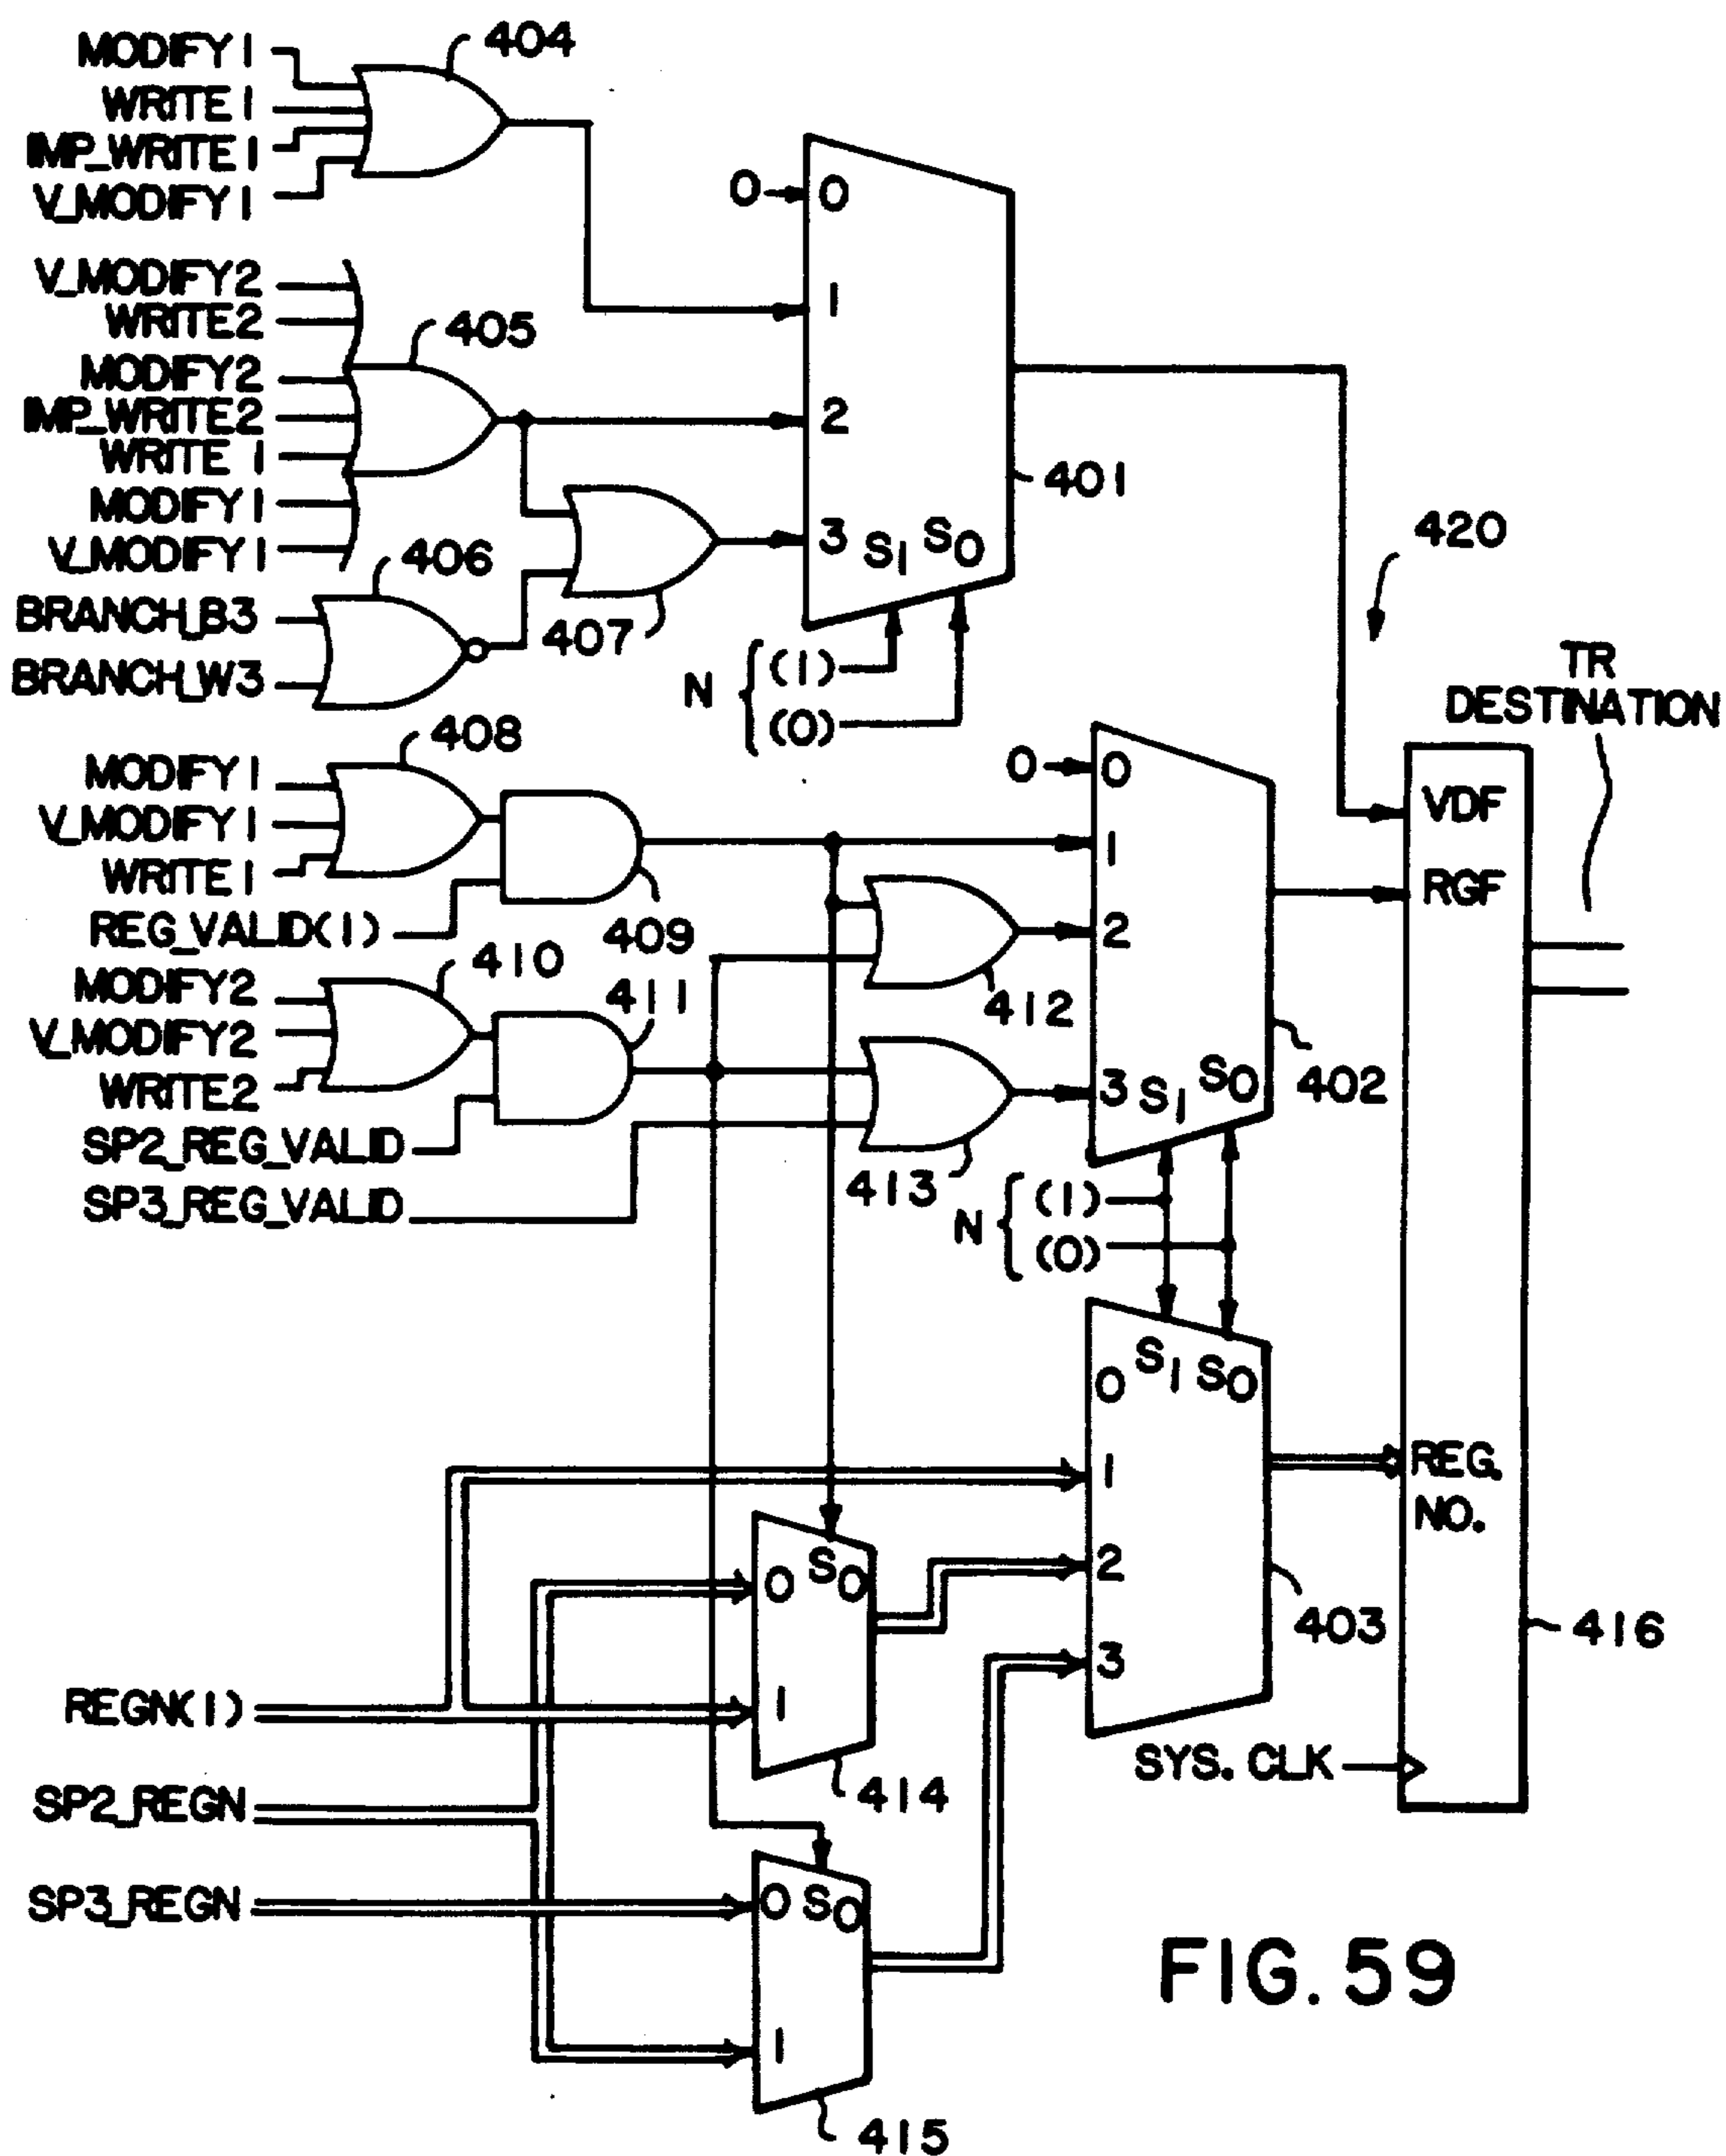 MODIFY1
404
WRITE1
IMP_WRITE1
V_MODIFY1
0
0
1
V_MODIFY2
WRITE2
405
MODIFY2
IMP_WRITE2
2
WRITE 1
401
MODIFY1
3 S1 S0
V_MODIFY1
406
420
BRANCH_B3
407
BRANCH_W3
N
(1)
(0)
TR
DESTINATION
408
MODIFY1
0
0
VDF
V_MODIFY1
1
WRITE1
RGF
REG_VALID(1)
409
2
410
MODIFY2
411
412
V_MODIFY2
WRITE2
3 S1 S0
402
SP2_REG_VALID
413
SP3_REG_VALID
N
(1)
(0)
0 S1 S0
1
REG.
NO.
2
0 S0
403
416
3
REGN(1)
1
SYS. CLK
414
SP2_REGN
SP3_REGN
0 S0
FIG. 59
1
415